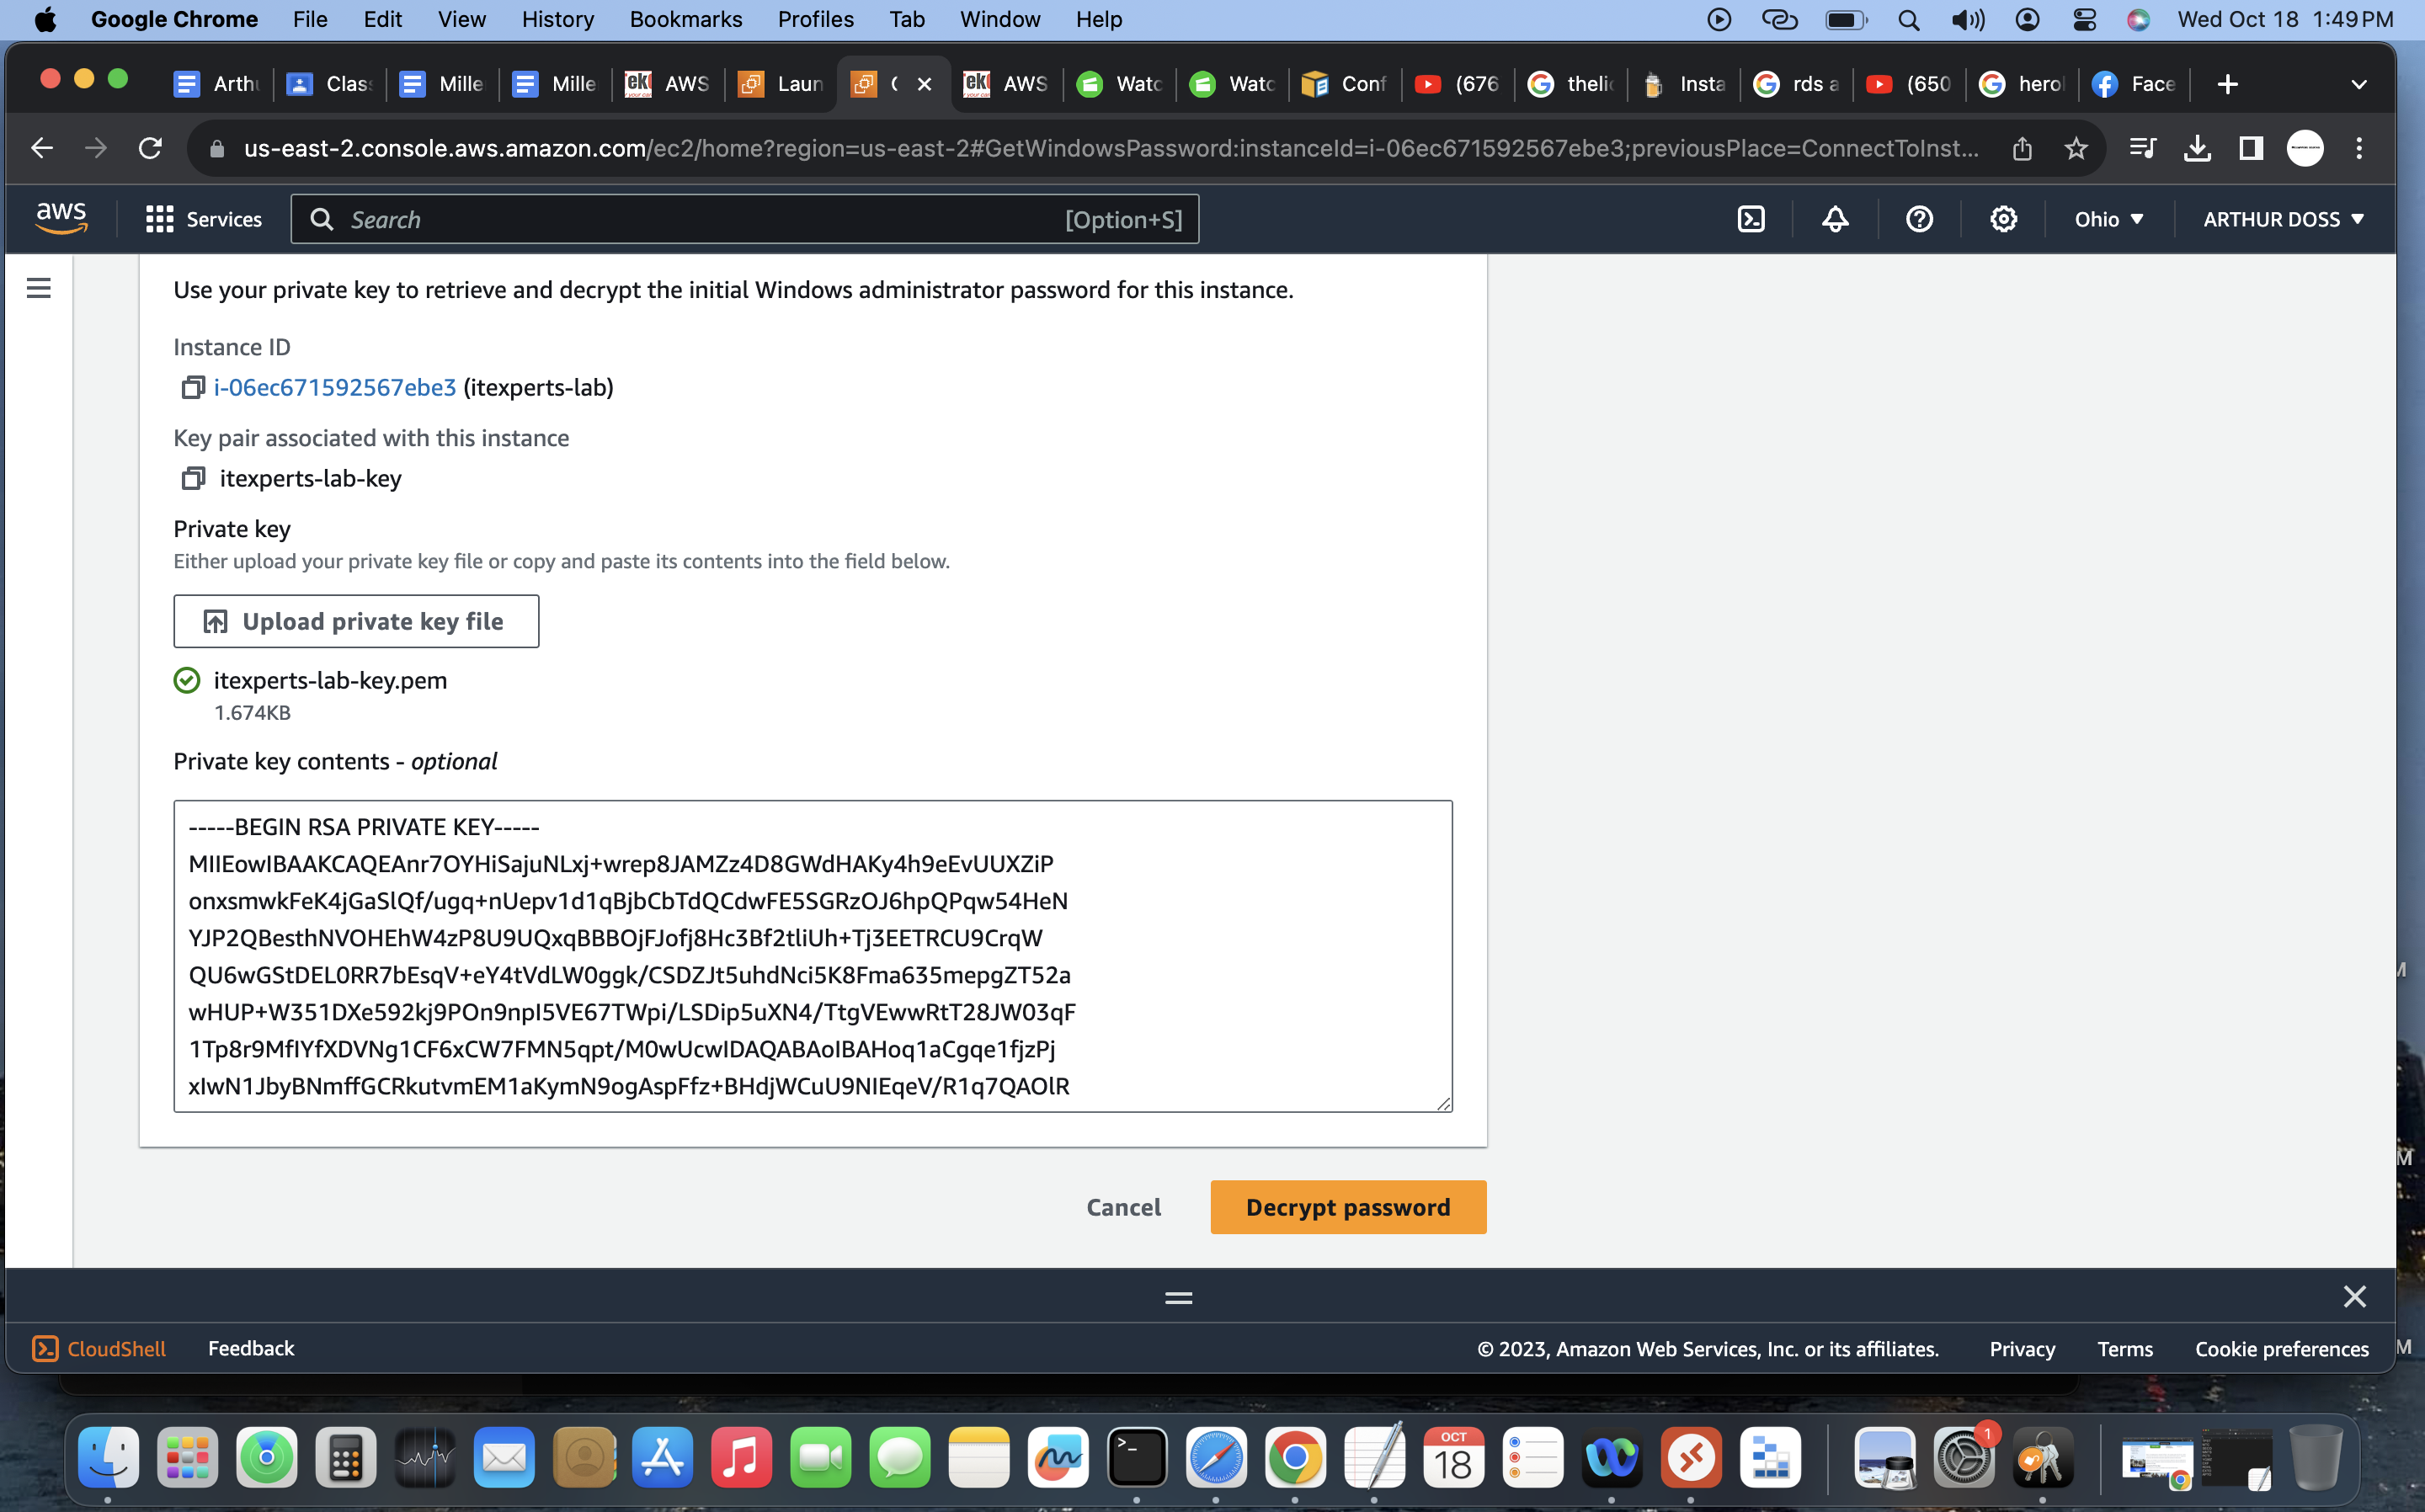 Google Chrome File Edit View History Bookmarks Profiles Tab Window Help Wed Oct 18 1:49 PM
Arthu Class Mille Mille AWS Laun AWS Watc Watc Conf (676 thelic Insta rds a (650 hero Face
us-east-2.console.aws.amazon.com/ec2/home?region=us-east-2#GetWindowsPassword:instanceId=i-06ec671592567ebe3;previousPlace=ConnectToInst...
aws Services Search [Option+S] Ohio ARTHUR DOSS
Use your private key to retrieve and decrypt the initial Windows administrator password for this instance.
Instance ID
i-06ec671592567ebe3 (itexperts-lab)
Key pair associated with this instance
itexperts-lab-key
Private key
Either upload your private key file or copy and paste its contents into the field below.
Upload private key file
itexperts-lab-key.pem
1.674KB
Private key contents - optional
-----BEGIN RSA PRIVATE KEY-----
MIIEowIBAAKCAQEAnr7OYHiSajuNLxj+wrep8JAMZz4D8GWdHAKy4h9eEvUUXZiP
onxsmwkFeK4jGaSlQf/ugq+nUepv1d1qBjbCbTdQCdwFE5SGRzOJ6hpQPqw54HeN
YJP2QBesthNVOHEhW4zP8U9UQxqBBBOjFJofj8Hc3Bf2tliUh+Tj3EETRCU9CrqW
QU6wGStDEL0RR7bEsqV+eY4tVdLW0ggk/CSDZJt5uhdNci5K8Fma635mepgZT52a
wHUP+W351DXe592kj9POn9npI5VE67TWpi/LSDip5uXN4/TtgVEwwRtT28JW03qF
1Tp8r9MfIYfXDVNg1CF6xCW7FMN5qpt/M0wUcwIDAQABAoIBAHoq1aCgqe1fjzPj
xIwN1JbyBNmffGCRkutvmEM1aKymN9ogAspFfz+BHdjWCuU9NIEqeV/R1q7QAOlR
Cancel Decrypt password
CloudShell Feedback © 2023, Amazon Web Services, Inc. or its affiliates. Privacy Terms Cookie preferences
OCT
18
1